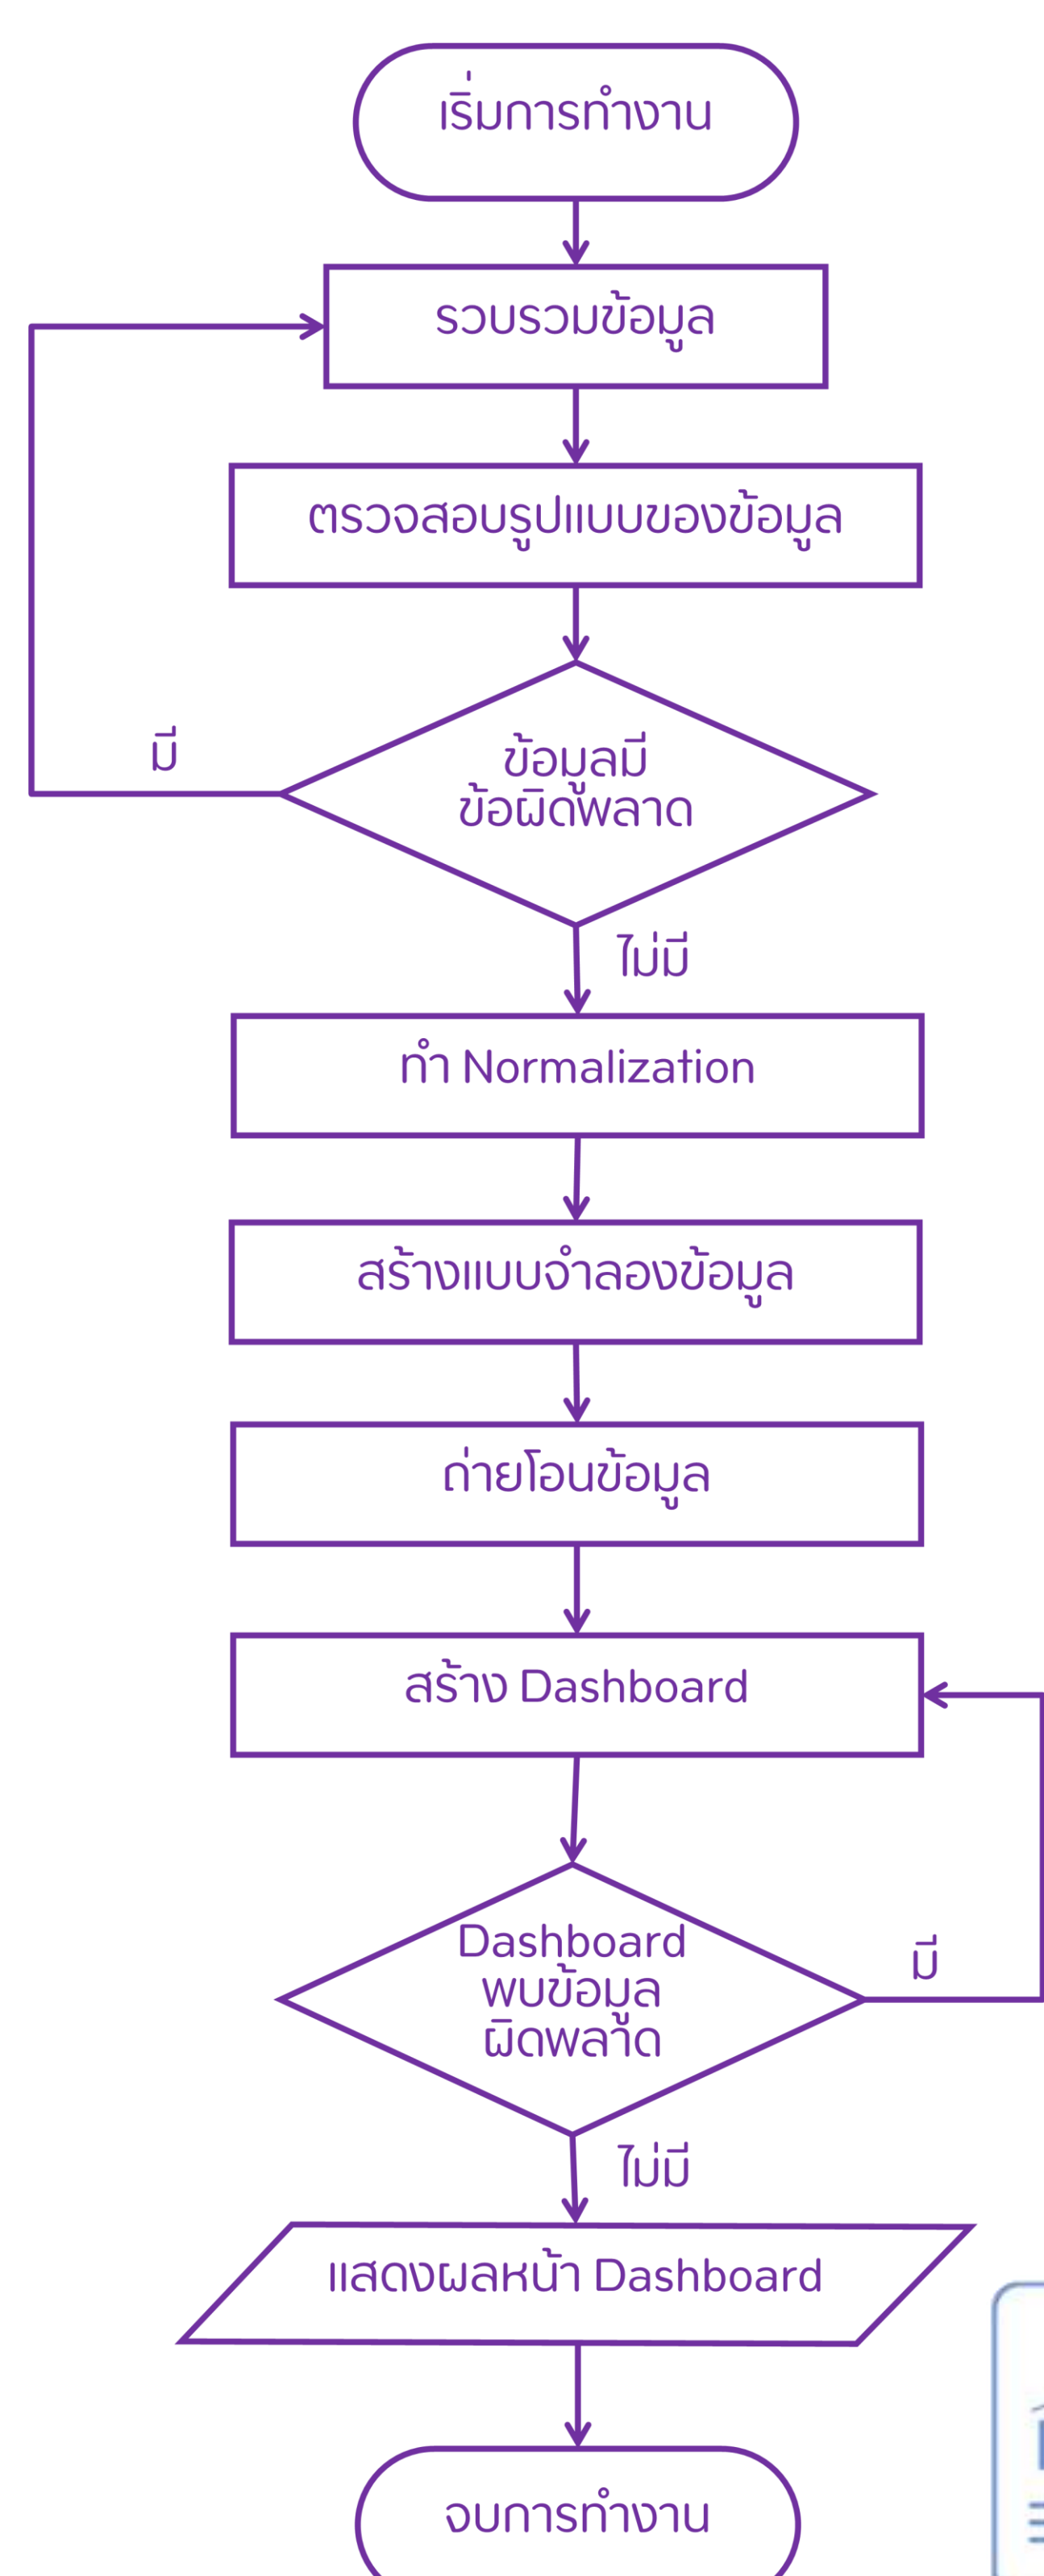 เริ่มการทำงาน
รวบรวมข้อมูล
ตรวจสอบรูปแบบของข้อมูล
มี
ข้อมูลมี
ข้อผิดพลาด
ไม่มี
ทำ Normalization
สร้างแบบจำลองข้อมูล
ถ่ายโอนข้อมูล
สร้าง Dashboard
Dashboard
พบข้อมูล
ผิดพลาด
มี
ไม่มี
แสดงผลหน้า Dashboard
จบการทำงาน